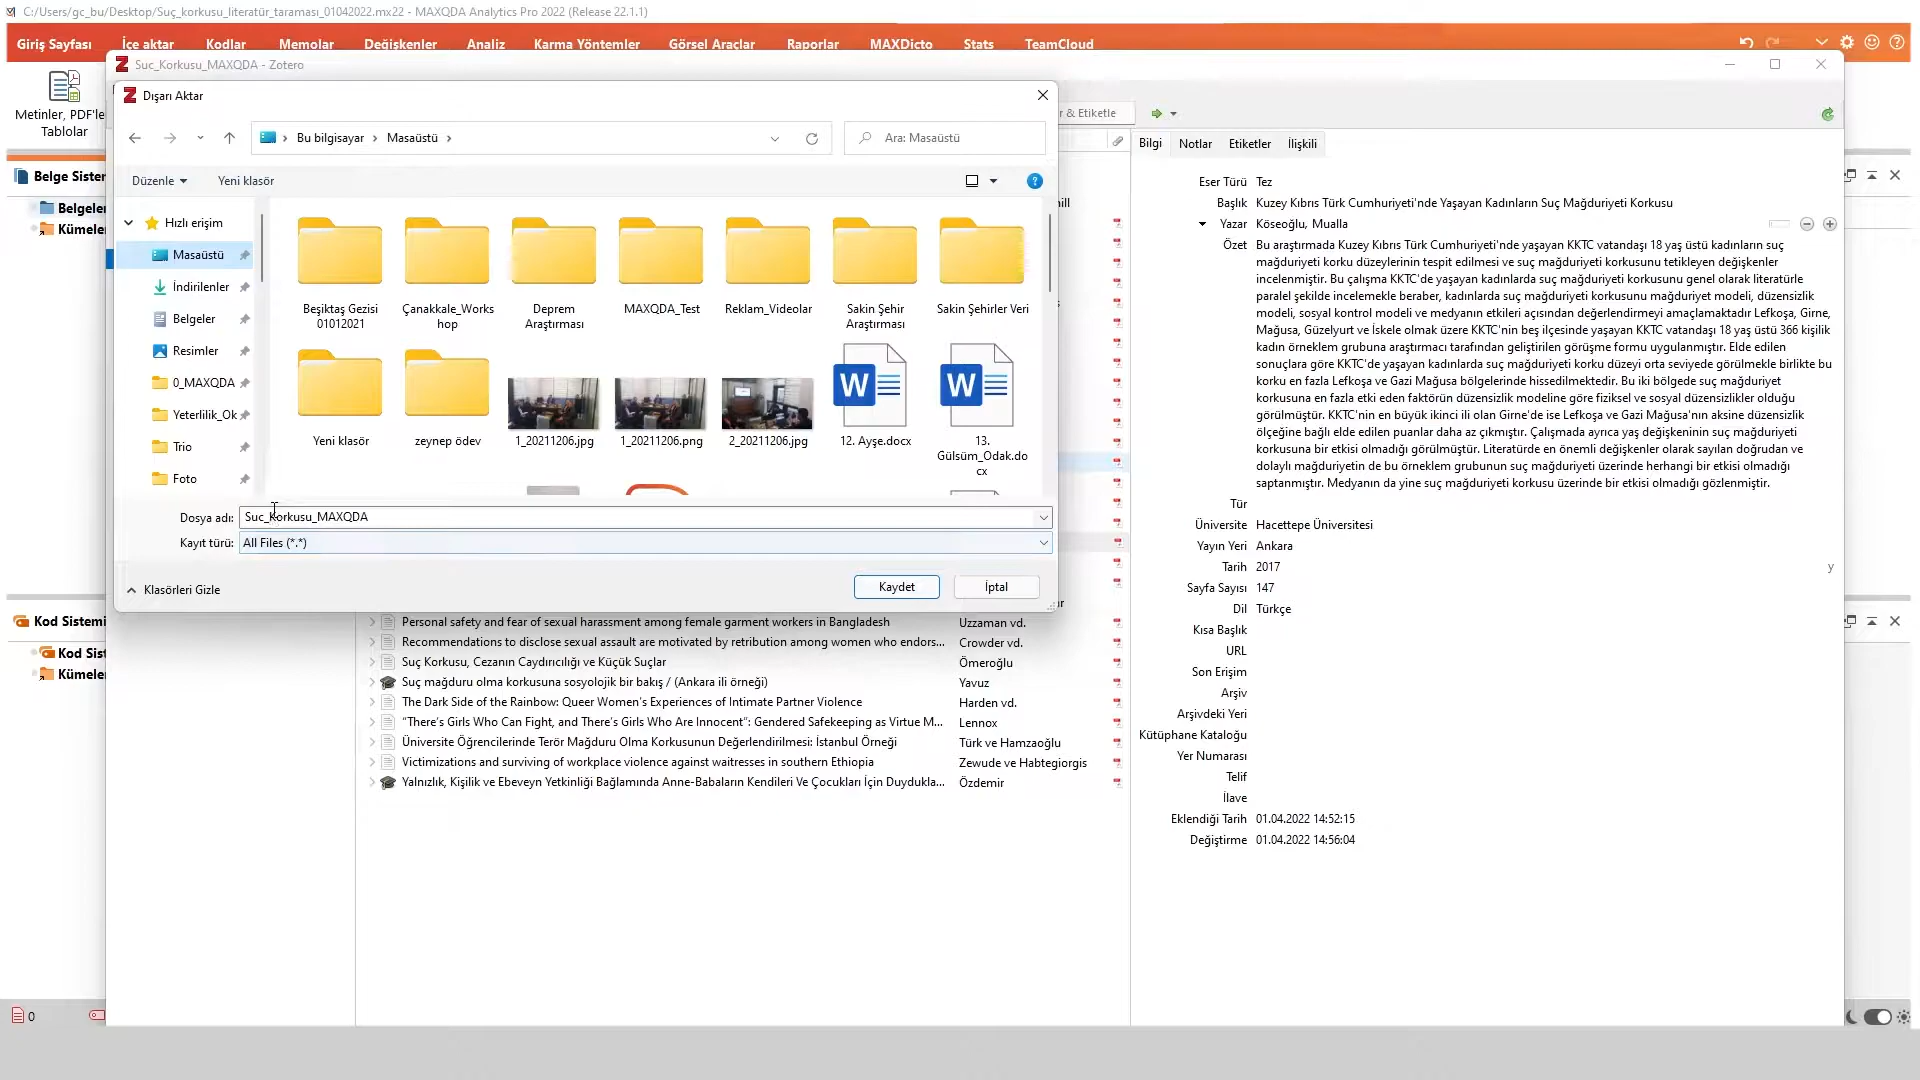 C:/Users/gc_bu/Desktop/Suç_korkusu_literatür_taraması_01042022.mx22 - MAXQDA Analytics Pro 2022 (Release 22.1.1)
Giriş Sayfası İçe aktar Kodlar Memolar Değişkenler Analiz Karma Yöntemler Görsel Araçlar Raporlar MAXDicto Stats TeamCloud
Metinler, PDF'le
Tablolar
Suc_Korkusu_MAXQDA - Zotero
Dışarı Aktar
Bu bilgisayar Masaüstü
Ara: Masaüstü
Düzenle Yeni klasör
Hızlı erişim
Masaüstü
İndirilenler
Belgeler
Resimler
0_MAXQDA
Yeterlilik_Ok
Trio
Foto
Beşiktaş Gezisi
01012021
Çanakkale_Works
hop
Deprem
Araştırması
MAXQDA_Test
Reklam_Videolar
Sakin Şehir
Araştırması
Sakin Şehirler Veri
Yeni klasör
zeynep ödev
1_20211206.jpg
1_20211206.png
2_20211206.jpg
12. Ayşe.docx
13.
Gülsüm_Odak.do
cx
Dosya adı: Suc_Korkusu_MAXQDA
Kayıt türü: All Files (*.*)
Klasörleri Gizle
Kaydet İptal
Belge Sister
Belgeler
Kümele
Kod Sistemi
Kod Sist
Kümele
r & Etiketle
ill
Personal safety and fear of sexual harassment among female garment workers in Bangladesh Uzzaman vd.
Recommendations to disclose sexual assault are motivated by retribution among women who endors... Crowder vd.
Suç Korkusu, Cezanın Caydırıcılığı ve Küçük Suçlar Ömeroğlu
Suç mağduru olma korkusuna sosyolojik bir bakış / (Ankara ili örneği) Yavuz
The Dark Side of the Rainbow: Queer Women's Experiences of Intimate Partner Violence Harden vd.
“There’s Girls Who Can Fight, and There’s Girls Who Are Innocent”: Gendered Safekeeping as Virtue M... Lennox
Üniversite Öğrencilerinde Terör Mağduru Olma Korkusunun Değerlendirilmesi: İstanbul Örneği Türk ve Hamzaoğlu
Victimizations and surviving of workplace violence against waitresses in southern Ethiopia Zewude ve Habtegiorgis
Yalnızlık, Kişilik ve Ebeveyn Yetkinliği Bağlamında Anne-Babaların Kendileri Ve Çocukları İçin Duydukla... Özdemir
Bilgi Notlar Etiketler İlişkili
Eser Türü Tez
Başlık Kuzey Kıbrıs Türk Cumhuriyeti'nde Yaşayan Kadınların Suç Mağduriyeti Korkusu
Yazar Köseoğlu, Mualla
Özet Bu araştırmada Kuzey Kıbrıs Türk Cumhuriyeti'nde yaşayan KKTC vatandaşı 18 yaş üstü kadınların suç
mağduriyeti korku düzeylerinin tespit edilmesi ve suç mağduriyeti korkusunu tetikleyen değişkenler
incelenmiştir. Bu çalışma KKTC'de yaşayan kadınlarda suç mağduriyeti korkusunu genel olarak literatürle
paralel şekilde incelemekle beraber, kadınlarda suç mağduriyeti korkusunu mağduriyet modeli, düzensizlik
modeli, sosyal kontrol modeli ve medyanın etkileri açısından değerlendirmeyi amaçlamaktadır Lefkoşa, Girne,
Mağusa, Güzelyurt ve İskele olmak üzere KKTC'nin beş ilçesinde yaşayan KKTC vatandaşı 18 yaş üstü 366 kişilik
kadın örneklem grubuna araştırmacı tarafından geliştirilen görüşme formu uygulanmıştır. Elde edilen
sonuçlara göre KKTC'de yaşayan kadınlarda suç mağduriyeti korku düzeyi orta seviyede görülmekle birlikte bu
korku en fazla Lefkoşa ve Gazi Mağusa bölgelerinde hissedilmektedir. Bu iki bölgede suç mağduriyet
korkusuna en fazla etki eden faktörün düzensizlik modeline göre fiziksel ve sosyal düzensizlikler olduğu
görülmüştür. KKTC'nin en büyük ikinci ili olan Girne'de ise Lefkoşa ve Gazi Mağusa'nın aksine düzensizlik
ölçeğine bağlı elde edilen puanlar daha az çıkmıştır. Çalışmada ayrıca yaş değişkeninin suç mağduriyeti
korkusuna bir etkisi olmadığı görülmüştür. Literatürde en önemli değişkenler olarak sayılan doğrudan ve
dolaylı mağduriyetin de bu örneklem grubunun suç mağduriyeti üzerinde herhangi bir etkisi olmadığı
saptanmıştır. Medyanın da yine suç mağduriyeti korkusu üzerinde bir etkisi olmadığı gözlenmiştir.
Tür
Üniversite Hacettepe Üniversitesi
Yayın Yeri Ankara
Tarih 2017 y
Sayfa Sayısı 147
Dil Türkçe
Kısa Başlık
URL
Son Erişim
Arşiv
Arşivdeki Yeri
Kütüphane Kataloğu
Yer Numarası
Telif
İlave
Eklendiği Tarih 01.04.2022 14:52:15
Değiştirme 01.04.2022 14:56:04
0